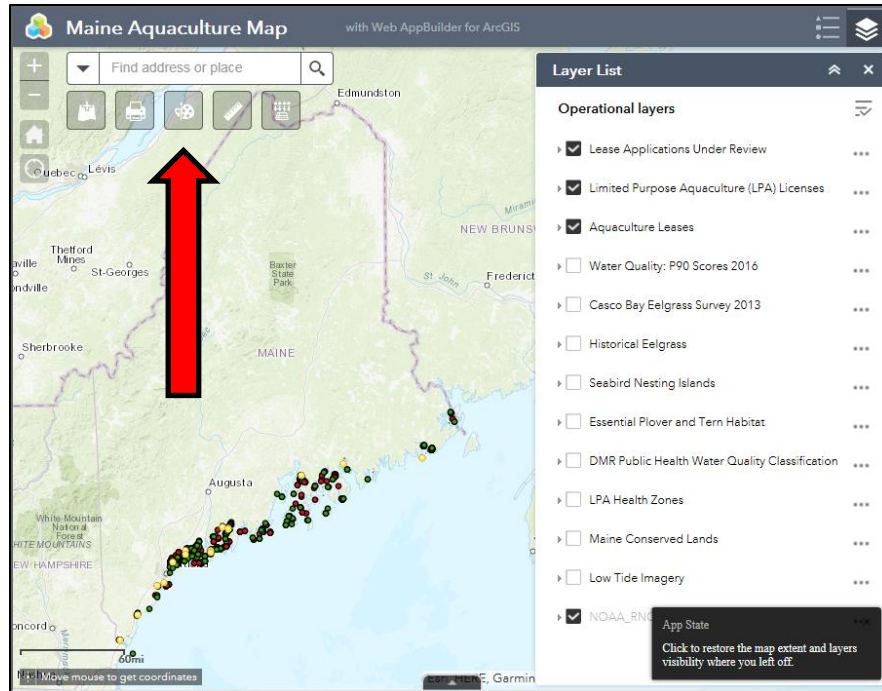 Maine Aquaculture Map
with Web AppBuilder for ArcGIS
Find address or place
Layer List
Operational layers
Lease Applications Under Review
Limited Purpose Aquaculture (LPA) Licenses
Aquaculture Leases
Water Quality: P90 Scores 2016
Casco Bay Eelgrass Survey 2013
Historical Eelgrass
Seabird Nesting Islands
Essential Plover and Tern Habitat
DMR Public Health Water Quality Classification
LPA Health Zones
Maine Conserved Lands
Low Tide Imagery
NOAA_RNC
App State
Click to restore the map extent and layers
visibility where you left off.
Edmundston
Quebec
Lévis
NEW BRUNS
Thetford
Mines
St-Georges
Baxter
State
Park
St. John
Frederict
Sherbrooke
MAINE
Augusta
White Mountain
National
Forest
HITE MOUNTAINS
EW HAMPSHIRE
oncord
60mi
Move mouse to get coordinates
Esri, HERE, Garmin